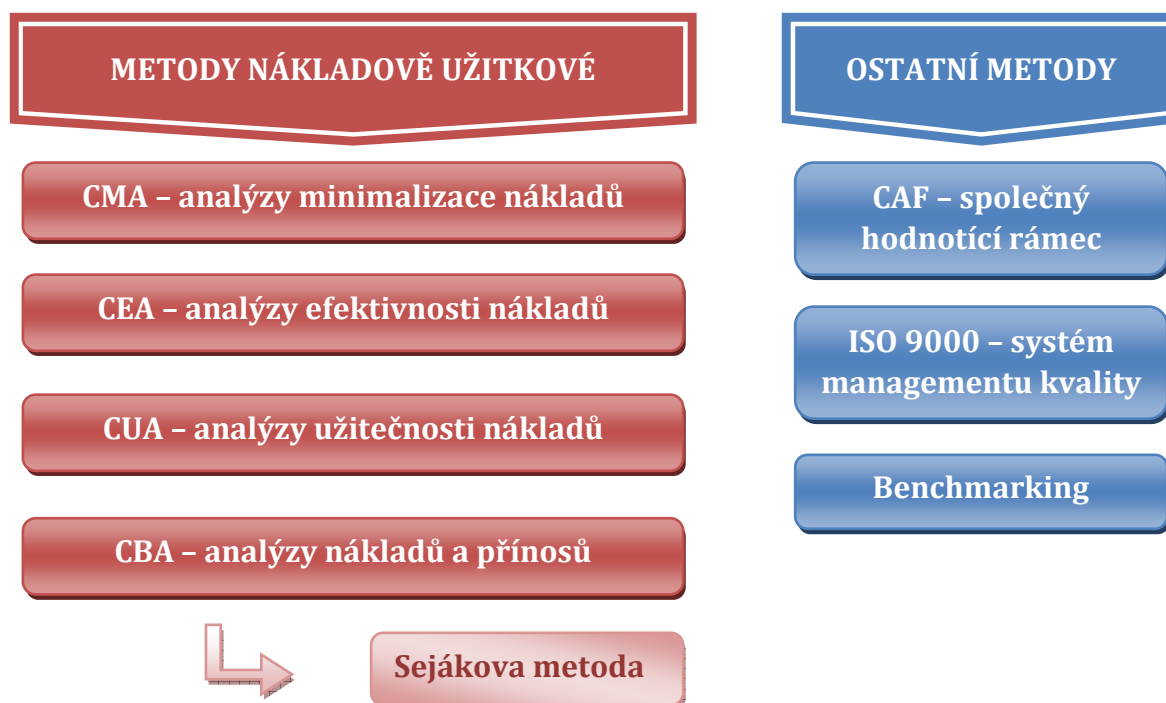 METODY NÁKLADOVĚ UŽITKOVÉ
CMA – analýzy minimalizace nákladů
CEA – analýzy efektivnosti nákladů
CUA – analýzy užitečnosti nákladů
CBA – analýzy nákladů a přínosů
Sejákova metoda
OSTATNÍ METODY
CAF – společný
hodnotící rámec
ISO 9000 – systém
managementu kvality
Benchmarking